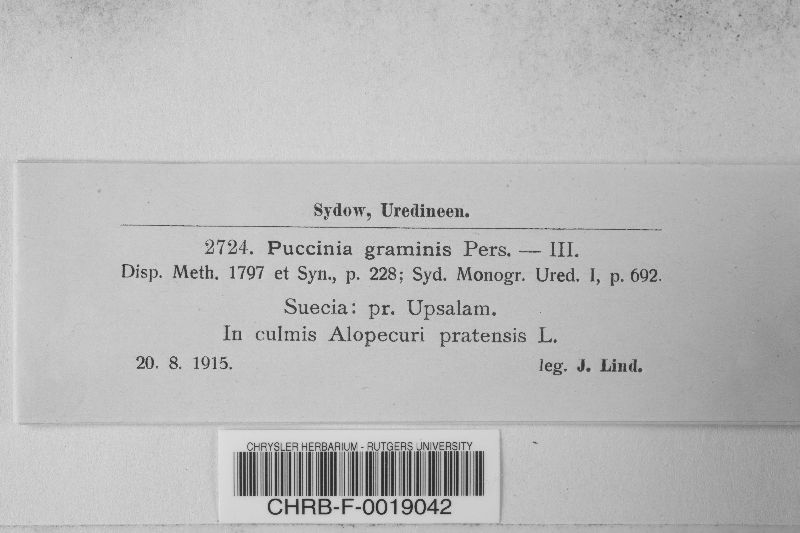 Sydow, Uredineen.
2724. Puccinia graminis Pers. — III.
Disp. Meth. 1797 et Syn., p. 228; Syd. Monogr. Ured. I, p. 692.
Suecia: pr. Upsalam.
In culmis Alopecuri pratensis L.
20. 8. 1915. leg. J. Lind.
CHRYSLER HERBARIUM - RUTGERS UNIVERSITY
CHRB-F-0019042